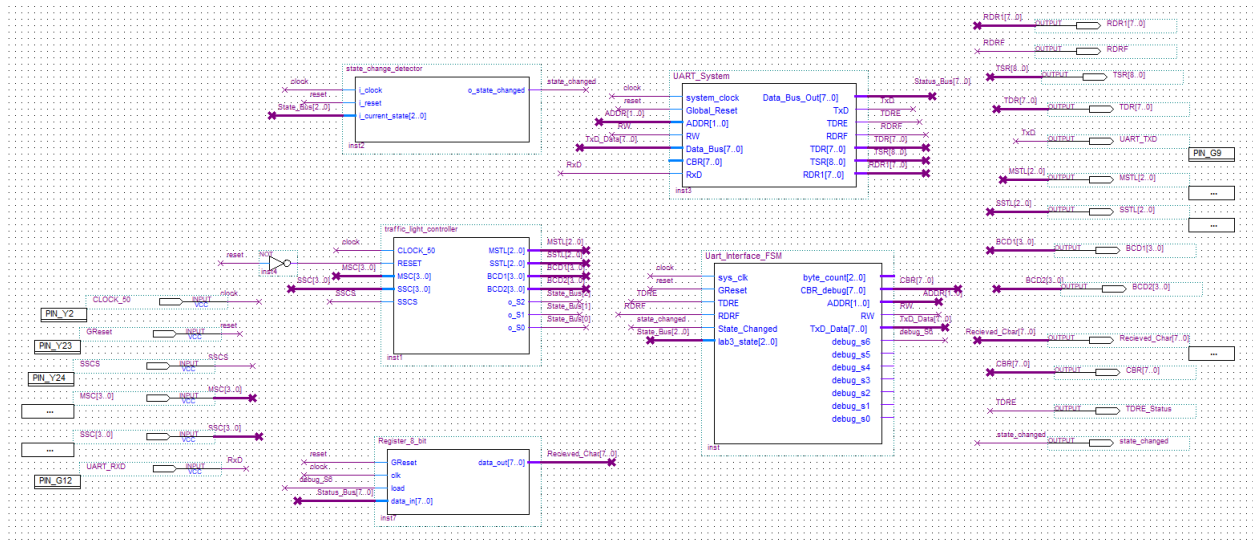 state_change_detector
clock
i_clock
o_state_changed
state_changed
reset
i_reset
State_Bus[2..0]
i_current_state[2..0]
inst2
UART_System
clock
system_clock
Data_Bus_Out[7..0]
Status_Bus[7..0]
reset
Global_Reset
TxD
TxD
ADDR[1..0]
ADDR[1..0]
TDRE
TDRE
RW
RW
RDRF
RDRF
TxD_Data[7..0]
Data_Bus[7..0]
TDR[7..0]
TDR[7..0]
CBR[7..0]
TSR[8..0]
TSR[8..0]
RxD
RxD
RDR1[7..0]
RDR1[7..0]
inst3
traffic_light_controller
clock
CLOCK_50
MSTL[2..0]
MSTL[2..0]
reset
NOT
inst4
RESET
SSTL[2..0]
SSTL[2..0]
MSC[3..0]
MSC[3..0]
BCD1[3..0]
BCD1[3..0]
SSC[3..0]
SSC[3..0]
BCD2[3..0]
BCD2[3..0]
SSCS
SSCS
o_S2
State_Bus[2]
o_S1
State_Bus[1]
o_S0
State_Bus[0]
inst1
Uart_Interface_FSM
clock
sys_clk
byte_count[2..0]
reset
GReset
CBR_debug[7..0]
CBR[7..0]
TDRE
TDRE
ADDR[1..0]
ADDR[1..0]
RDRF
RDRF
RW
RW
state_changed
State_Changed
TxD_Data[7..0]
TxD_Data[7..0]
State_Bus[2..0]
lab3_state[2..0]
debug_s6
debug_S6
debug_s5
debug_s4
debug_s3
debug_s2
debug_s1
debug_s0
inst
Register_8_bit
reset
GReset
data_out[7..0]
Recieved_Char[7..0]
clock
clk
load
Status_Bus[7..0]
data_in[7..0]
inst7
CLOCK_50
INPUT
VCC
clock
PIN_Y2
GReset
INPUT
VCC
reset
PIN_Y23
SSCS
INPUT
VCC
SSCS
PIN_Y24
MSC[3..0]
INPUT
VCC
MSC[3..0]
...
SSC[3..0]
INPUT
VCC
SSC[3..0]
...
UART_RXD
INPUT
VCC
RxD
PIN_G12
RDR1[7..0]
OUTPUT
RDR1[7..0]
RDRF
OUTPUT
RDRF
TSR[8..0]
OUTPUT
TSR[8..0]
TDR[7..0]
OUTPUT
TDR[7..0]
TxD
OUTPUT
UART_TXD
PIN_G9
MSTL[2..0]
OUTPUT
MSTL[2..0]
...
SSTL[2..0]
OUTPUT
SSTL[2..0]
...
BCD1[3..0]
OUTPUT
BCD1[3..0]
BCD2[3..0]
OUTPUT
BCD2[3..0]
Recieved_Char[7..0]
OUTPUT
Recieved_Char[7..0]
...
CBR[7..0]
OUTPUT
CBR[7..0]
TDRE
OUTPUT
TDRE_Status
state_changed
OUTPUT
state_changed